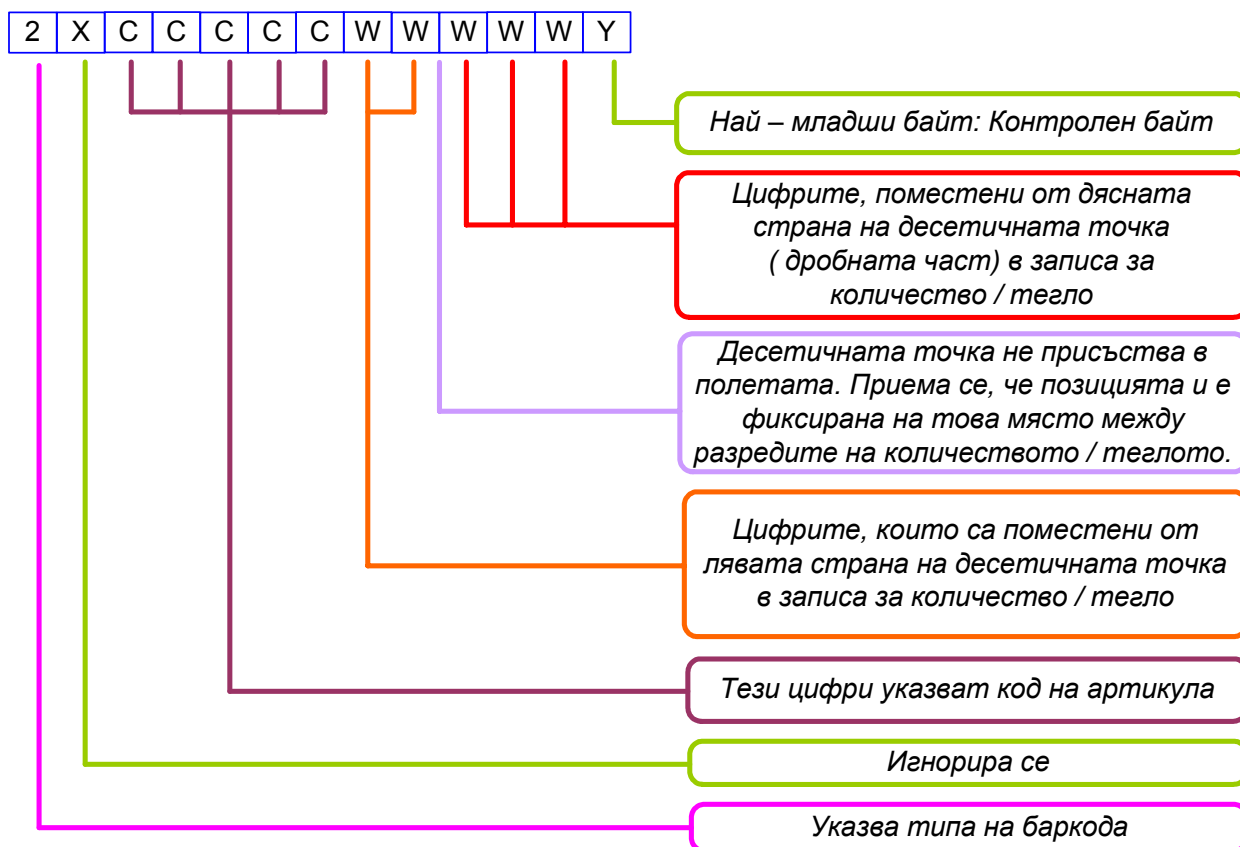 2 X C C C C C W W W W W Y
Най – младши байт: Контролен байт
Цифрите, поместени от дясната
страна на десетичната точка
( дробната част) в записа за
количество / тегло
Десетичната точка не присъства в
полетата. Приема се, че позицията и е
фиксирана на това място между
разредите на количеството / теглото.
Цифрите, които са поместени от
лявата страна на десетичната точка
в записа за количество / тегло
Тези цифри указват код на артикула
Игнорира се
Указва типа на баркода